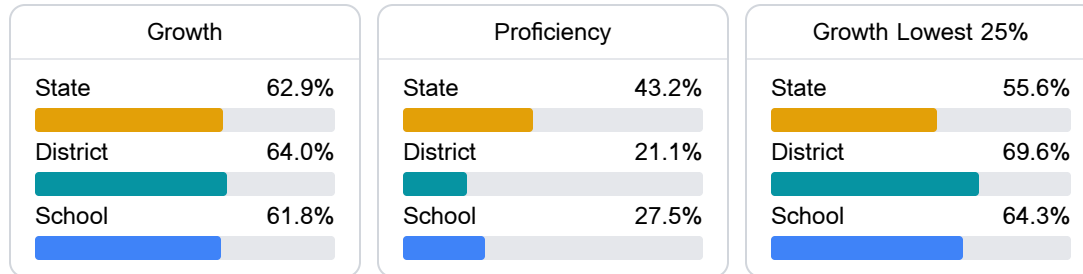 Growth
State 62.9%
District 64.0%
School 61.8%
Proficiency
State 43.2%
District 21.1%
School 27.5%
Growth Lowest 25%
State 55.6%
District 69.6%
School 64.3%